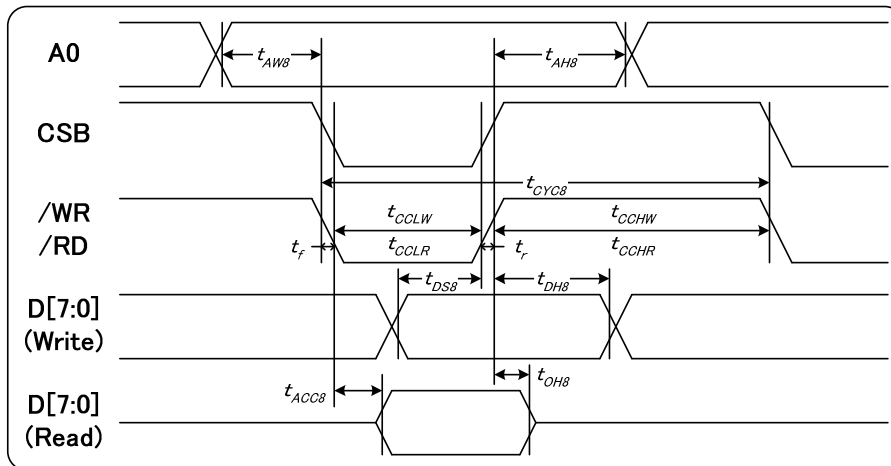 A0
t_AW8
t_AH8
CSB
t_CYC8
/WR
/RD
t_CCLW
t_CCHW
t_f
t_CCLR
t_r
t_CCHR
t_DS8
t_DH8
D[7:0]
(Write)
t_ACC8
t_OH8
D[7:0]
(Read)